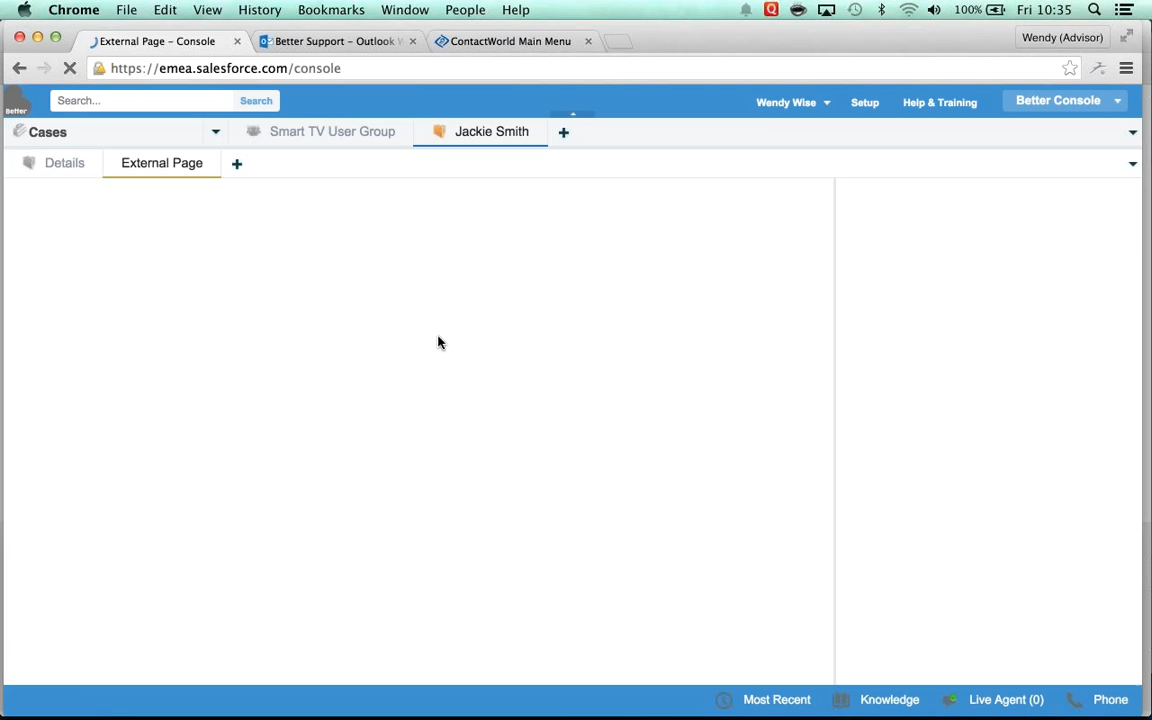 Chrome File Edit View History Bookmarks Window People Help 100% Fri 10:35
External Page – Console Better Support – Outlook W ContactWorld Main Menu Wendy (Advisor)
https://emea.salesforce.com/console
Better Search... Search Wendy Wise Setup Help & Training Better Console
Cases Smart TV User Group Jackie Smith
Details External Page
Most Recent Knowledge Live Agent (0) Phone